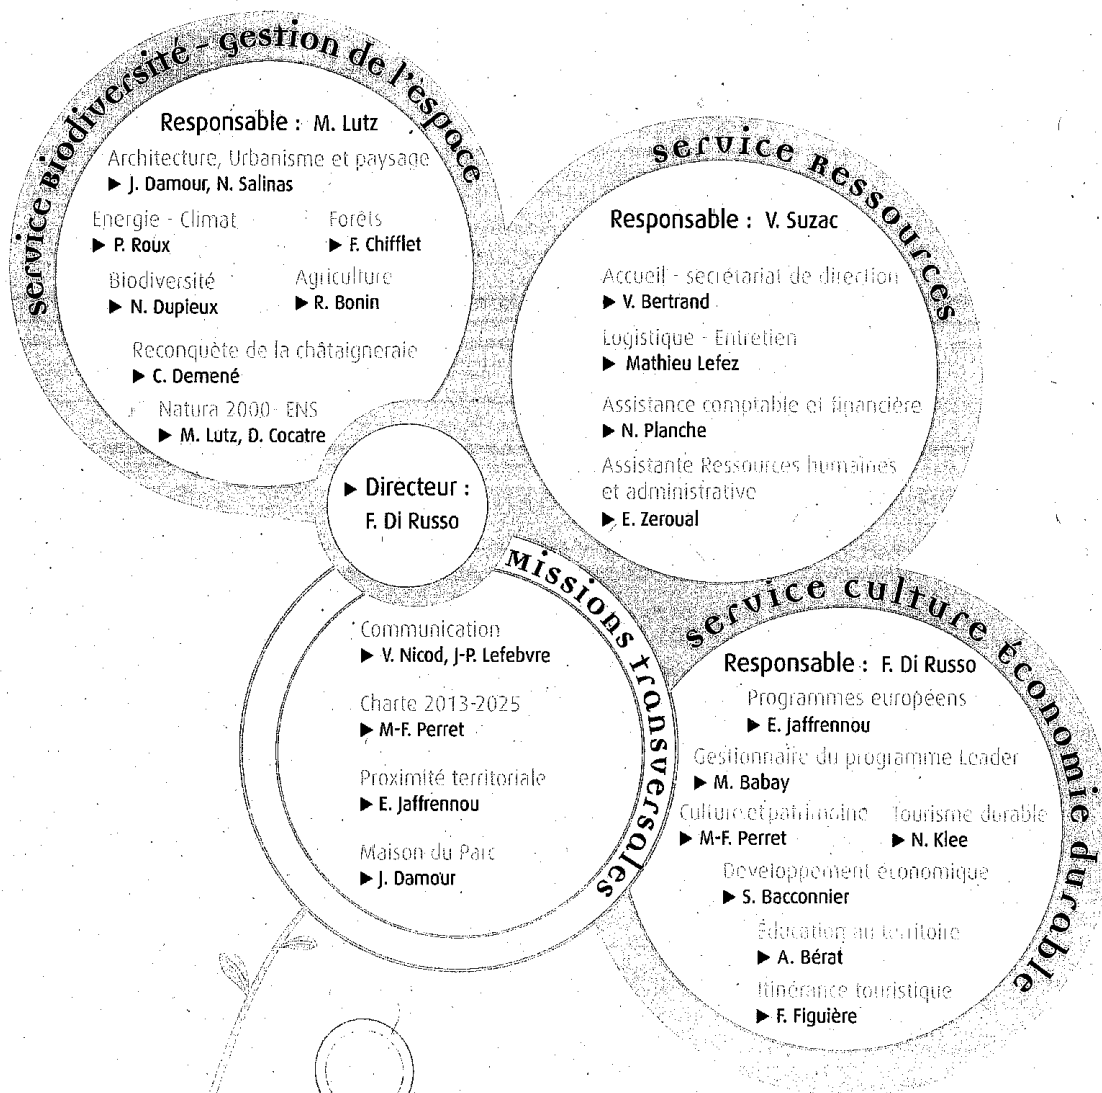 service Biodiversité - gestion de l'espace
Responsable : M. Lutz
Architecture, Urbanisme et paysage
► J. Damour, N. Salinas
Energie - Climat
► P. Roux
Forêts
► F. Chifflet
Biodiversité
► N. Dupieux
Agriculture
► R. Bonin
Reconquête de la châtaigneraie
► C. Demené
Natura 2000- ENS
► M. Lutz, D. Cocatre
► Directeur :
F. Di Russo
service Ressources
Responsable : V. Suzac
Accueil - secrétariat de direction
► V. Bertrand
Logistique - Entretien
► Mathieu Lefez
Assistance comptable et financière
► N. Planche
Assistante Ressources humaines
et administrative
► E. Zeroual
Missions transversales
Communication
► V. Nicod, J-P. Lefebvre
Charte 2013-2025
► M-F. Perret
Proximité territoriale
► E. Jaffrennou
Maison du Parc
► J. Damour
service culture économie durable
Responsable : F. Di Russo
Programmes européens
► E. Jaffrennou
Gestionnaire du programme Leader
► M. Babay
Culture et patrimoine
► M-F. Perret
Tourisme durable
► N. Klee
Développement économique
► S. Bacconnier
Éducation au territoire
► A. Bérat
Itinérance touristique
► F. Figuière